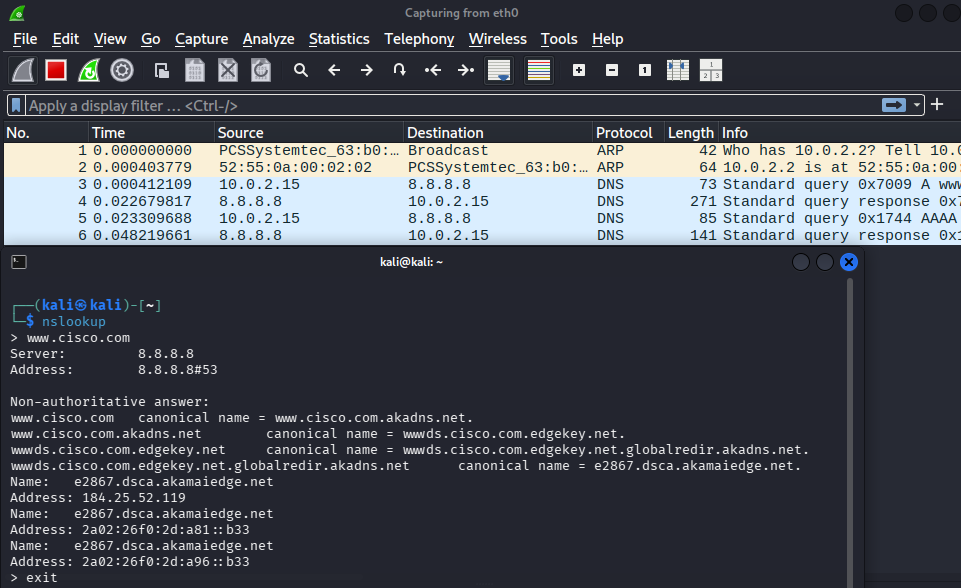 Capturing from eth0
File Edit View Go Capture Analyze Statistics Telephony Wireless Tools Help
Apply a display filter … <Ctrl-/>
No. Time Source Destination Protocol Length Info
1 0.000000000 PCSSystemtec_63:b0:… Broadcast ARP 42 Who has 10.0.2.2? Tell 10.0
2 0.000403779 52:55:0a:00:02:02 PCSSystemtec_63:b0:… ARP 64 10.0.2.2 is at 52:55:0a:00:
3 0.000412109 10.0.2.15 8.8.8.8 DNS 73 Standard query 0x7009 A www
4 0.022679817 8.8.8.8 10.0.2.15 DNS 271 Standard query response 0x7
5 0.023309688 10.0.2.15 8.8.8.8 DNS 85 Standard query 0x1744 AAAA
6 0.048219661 8.8.8.8 10.0.2.15 DNS 141 Standard query response 0x1
kali@kali: ~
(kali㉿kali)-[~]
$ nslookup
> www.cisco.com
Server: 8.8.8.8
Address: 8.8.8.8#53
Non-authoritative answer:
www.cisco.com canonical name = www.cisco.com.akadns.net.
www.cisco.com.akadns.net canonical name = wwwds.cisco.com.edgekey.net.
wwwds.cisco.com.edgekey.net canonical name = wwwds.cisco.com.edgekey.net.globalredir.akadns.net.
wwwds.cisco.com.edgekey.net.globalredir.akadns.net canonical name = e2867.dsca.akamaiedge.net.
Name: e2867.dsca.akamaiedge.net
Address: 184.25.52.119
Name: e2867.dsca.akamaiedge.net
Address: 2a02:26f0:2d:a81::b33
Name: e2867.dsca.akamaiedge.net
Address: 2a02:26f0:2d:a96::b33
> exit